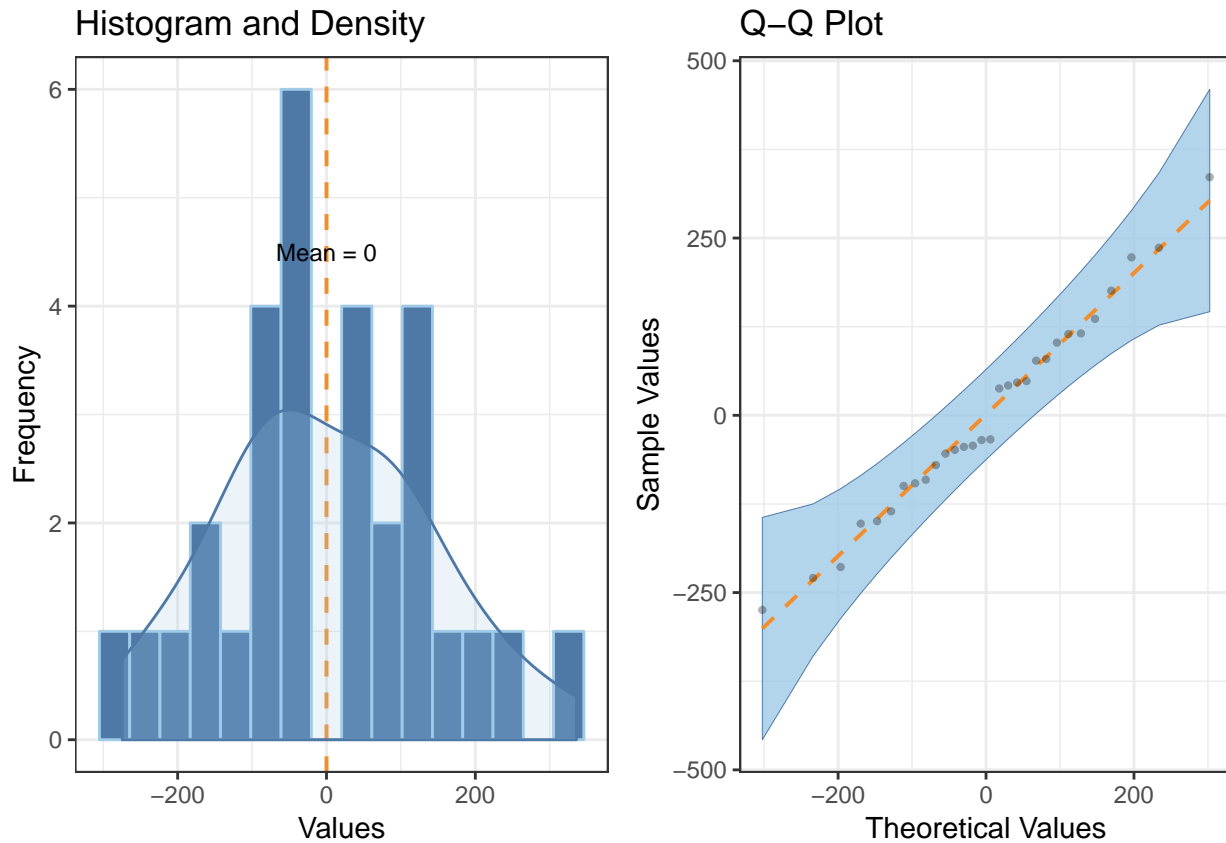 Histogram and Density
6
4
2
0
Frequency
Mean = 0
−200
0
200
Values
Q−Q Plot
500
250
0
−250
−500
Sample Values
−200
0
200
Theoretical Values